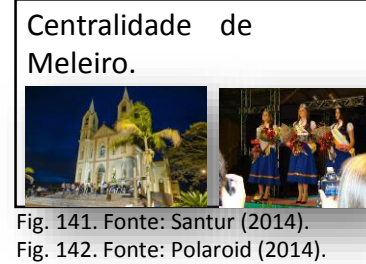 Centralidade de
Meleiro.
Fig. 141. Fonte: Santur (2014).
Fig. 142. Fonte: Polaroid (2014).